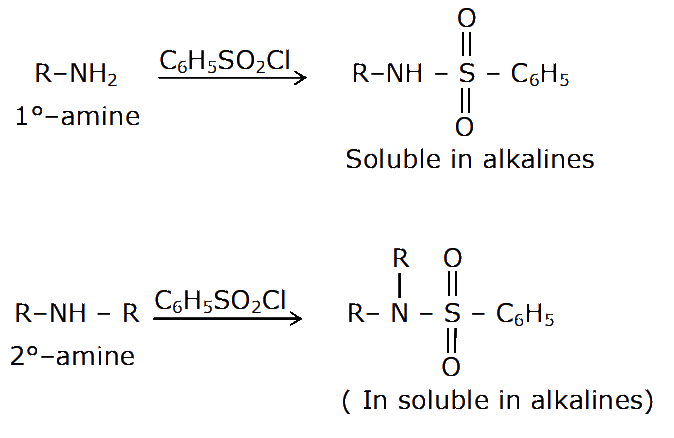 O
R–NH₂ C₆H₅SO₂Cl R–NH – S – C₆H₅
1°–amine O
Soluble in alkalines
R O
R–NH – R C₆H₅SO₂Cl R– N – S – C₆H₅
2°–amine O
( In soluble in alkalines)